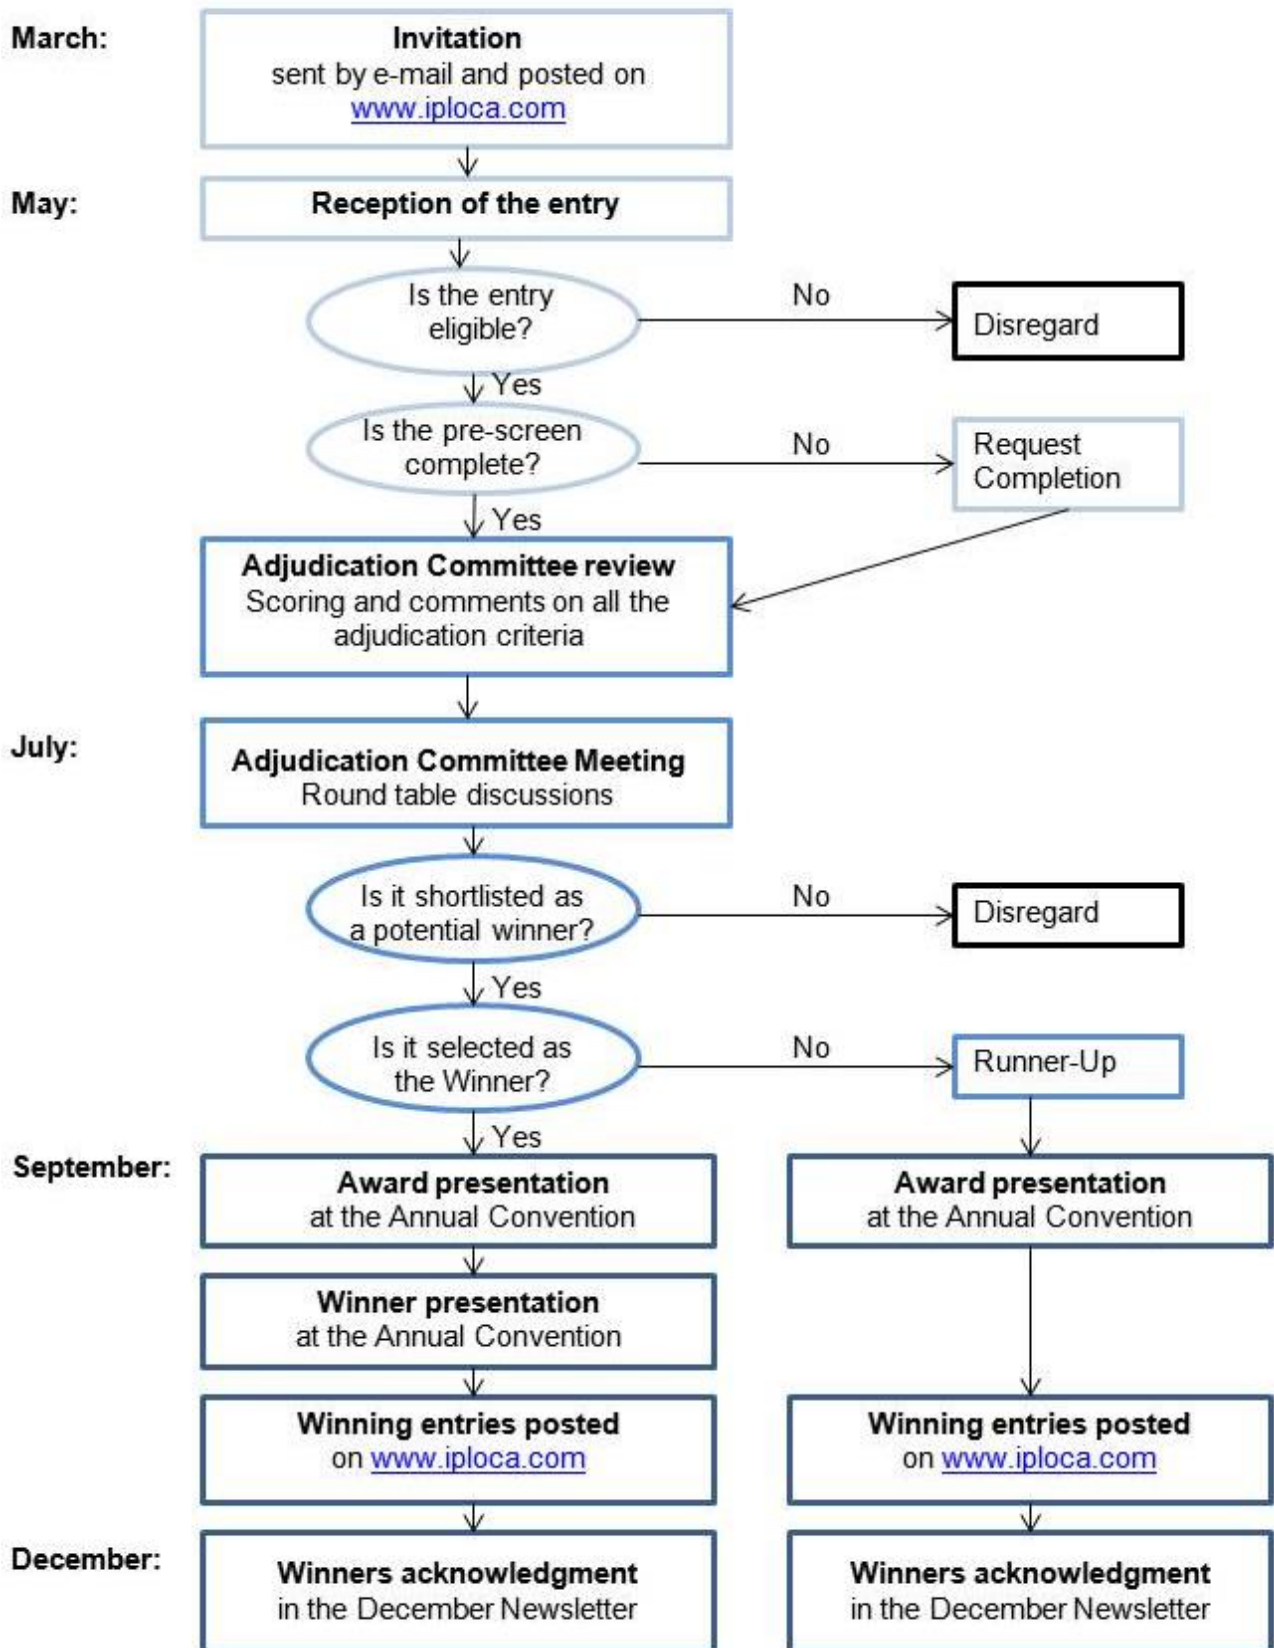 March:
Invitation
sent by e-mail and posted on
www.iploca.com
May:
Reception of the entry
Is the entry
eligible?
No
Disregard
Yes
Is the pre-screen
complete?
No
Request
Completion
Yes
Adjudication Committee review
Scoring and comments on all the
adjudication criteria
July:
Adjudication Committee Meeting
Round table discussions
Is it shortlisted as
a potential winner?
No
Disregard
Yes
Is it selected as
the Winner?
No
Runner-Up
Yes
September:
Award presentation
at the Annual Convention
Award presentation
at the Annual Convention
Winner presentation
at the Annual Convention
Winning entries posted
on www.iploca.com
Winning entries posted
on www.iploca.com
December:
Winners acknowledgment
in the December Newsletter
Winners acknowledgment
in the December Newsletter